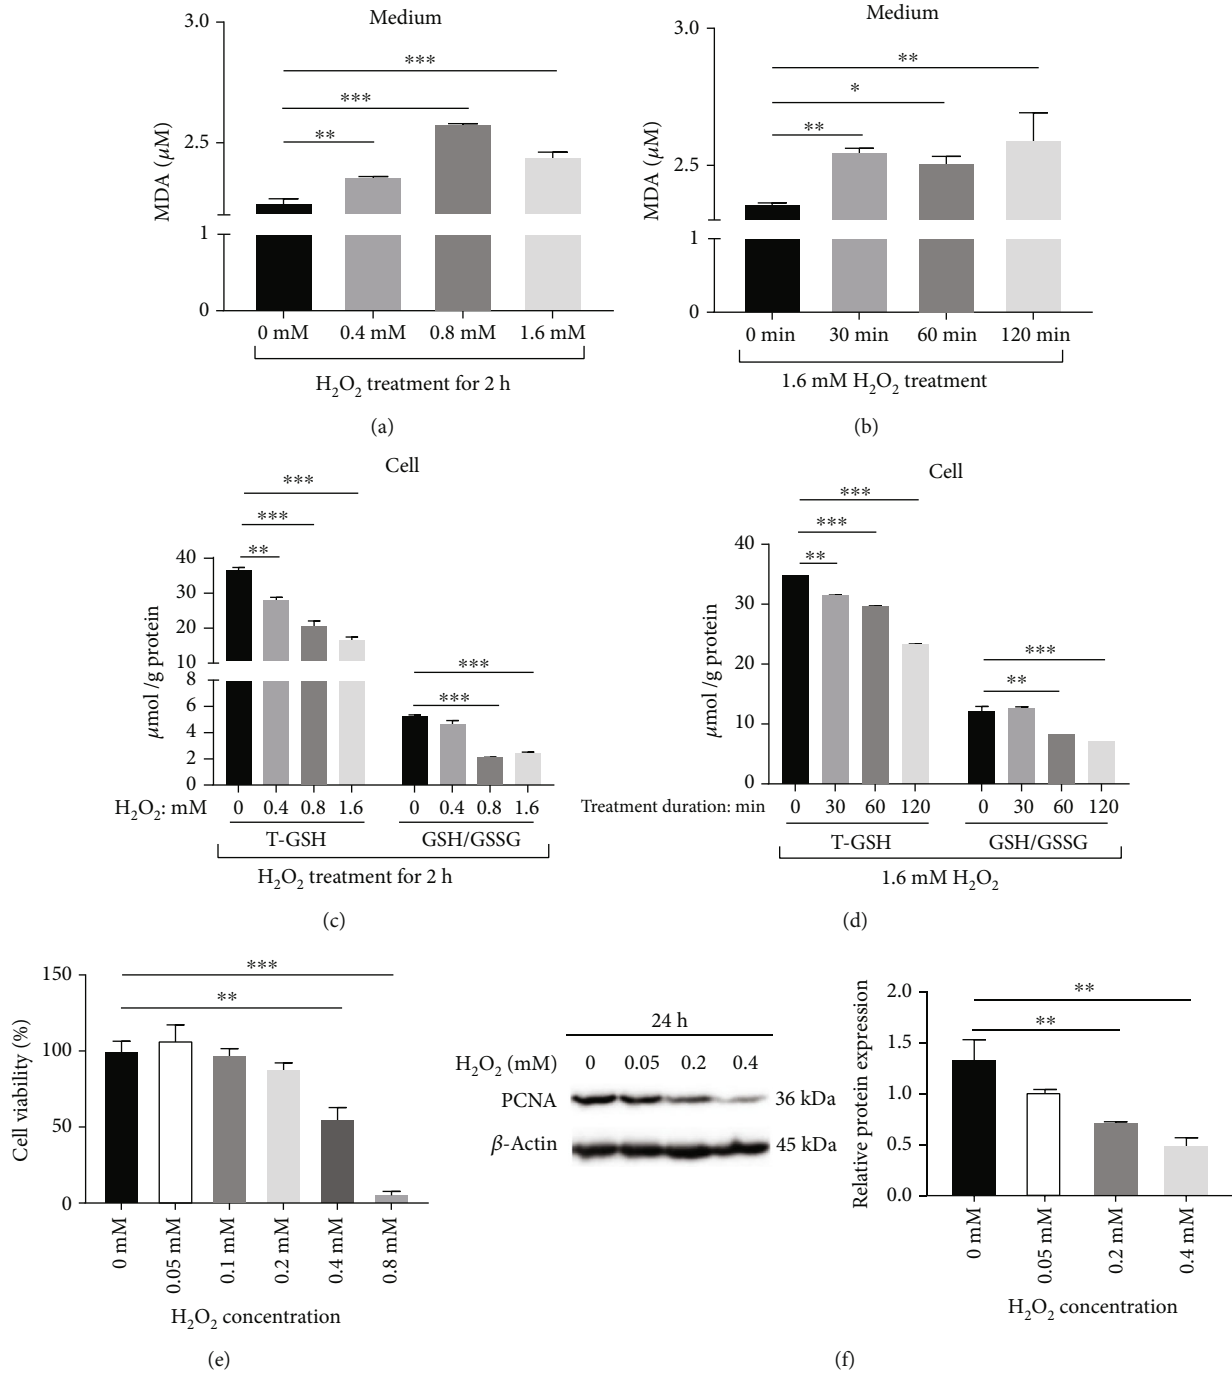 Medium
3.0
2.5
1
0
MDA (μM)
**
***
***
0 mM 0.4 mM 0.8 mM 1.6 mM
H₂O₂ treatment for 2 h
(a)
Medium
3.0
2.5
1
0
MDA (μM)
**
*
**
0 min 30 min 60 min 120 min
1.6 mM H₂O₂ treatment
(b)
Cell
***
***
**
***
***
40
30
20
10
8
6
4
2
0
μmol /g protein
H₂O₂: mM 0 0.4 0.8 1.6 0 0.4 0.8 1.6
T-GSH GSH/GSSG
H₂O₂ treatment for 2 h
(c)
Cell
***
***
**
***
**
40
30
20
10
0
μmol /g protein
Treatment duration: min 0 30 60 120 0 30 60 120
T-GSH GSH/GSSG
1.6 mM H₂O₂
(d)
***
**
150
100
50
0
Cell viability (%)
0 mM 0.05 mM 0.1 mM 0.2 mM 0.4 mM 0.8 mM
H₂O₂ concentration
(e)
24 h
H₂O₂ (mM) 0 0.05 0.2 0.4
PCNA 36 kDa
β-Actin 45 kDa
**
**
2.0
1.5
1.0
0.5
0.0
Relative protein expression
0 mM 0.05 mM 0.2 mM 0.4 mM
H₂O₂ concentration
(f)